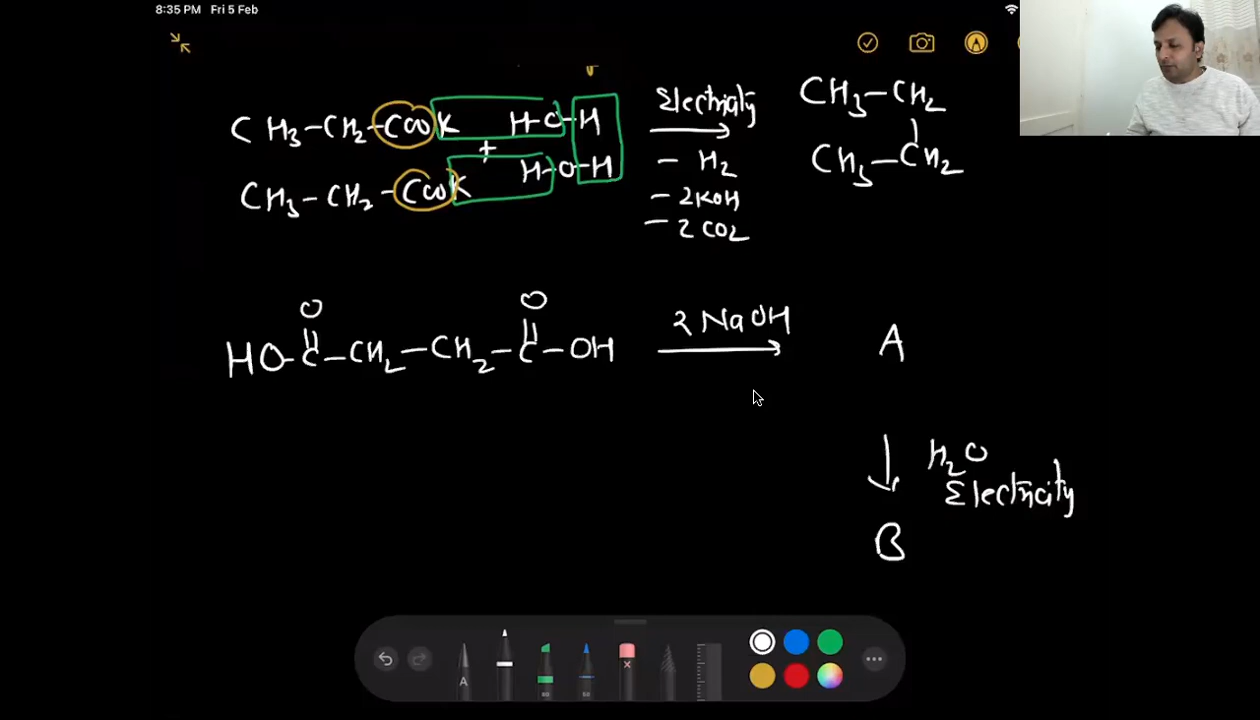 8:35 PM Fri 5 Feb
CH3-CH2-COOK H-O-H
+
CH3-CH2-COOK H-O-H
Electricity
- H2
- 2KOH
- 2CO2
CH3-CH2
|
CH3-CH2
O O
|| ||
HO-C-CH2-CH2-C-OH
2 NaOH
A
H2O
Electricity
B
A